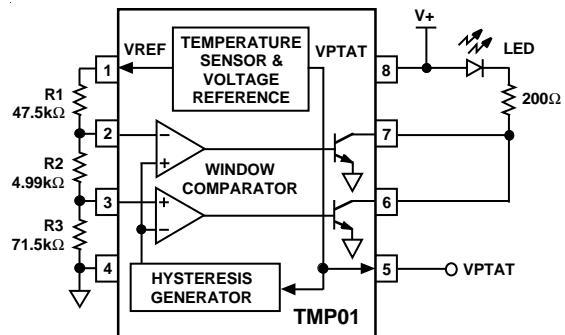 VREF
TEMPERATURE
SENSOR &
VOLTAGE
REFERENCE
VPTAT
V+
LED
1
8
R1
47.5kΩ
200Ω
2
7
R2
4.99kΩ
WINDOW
COMPARATOR
3
6
R3
71.5kΩ
4
5
VPTAT
HYSTERESIS
GENERATOR
TMP01